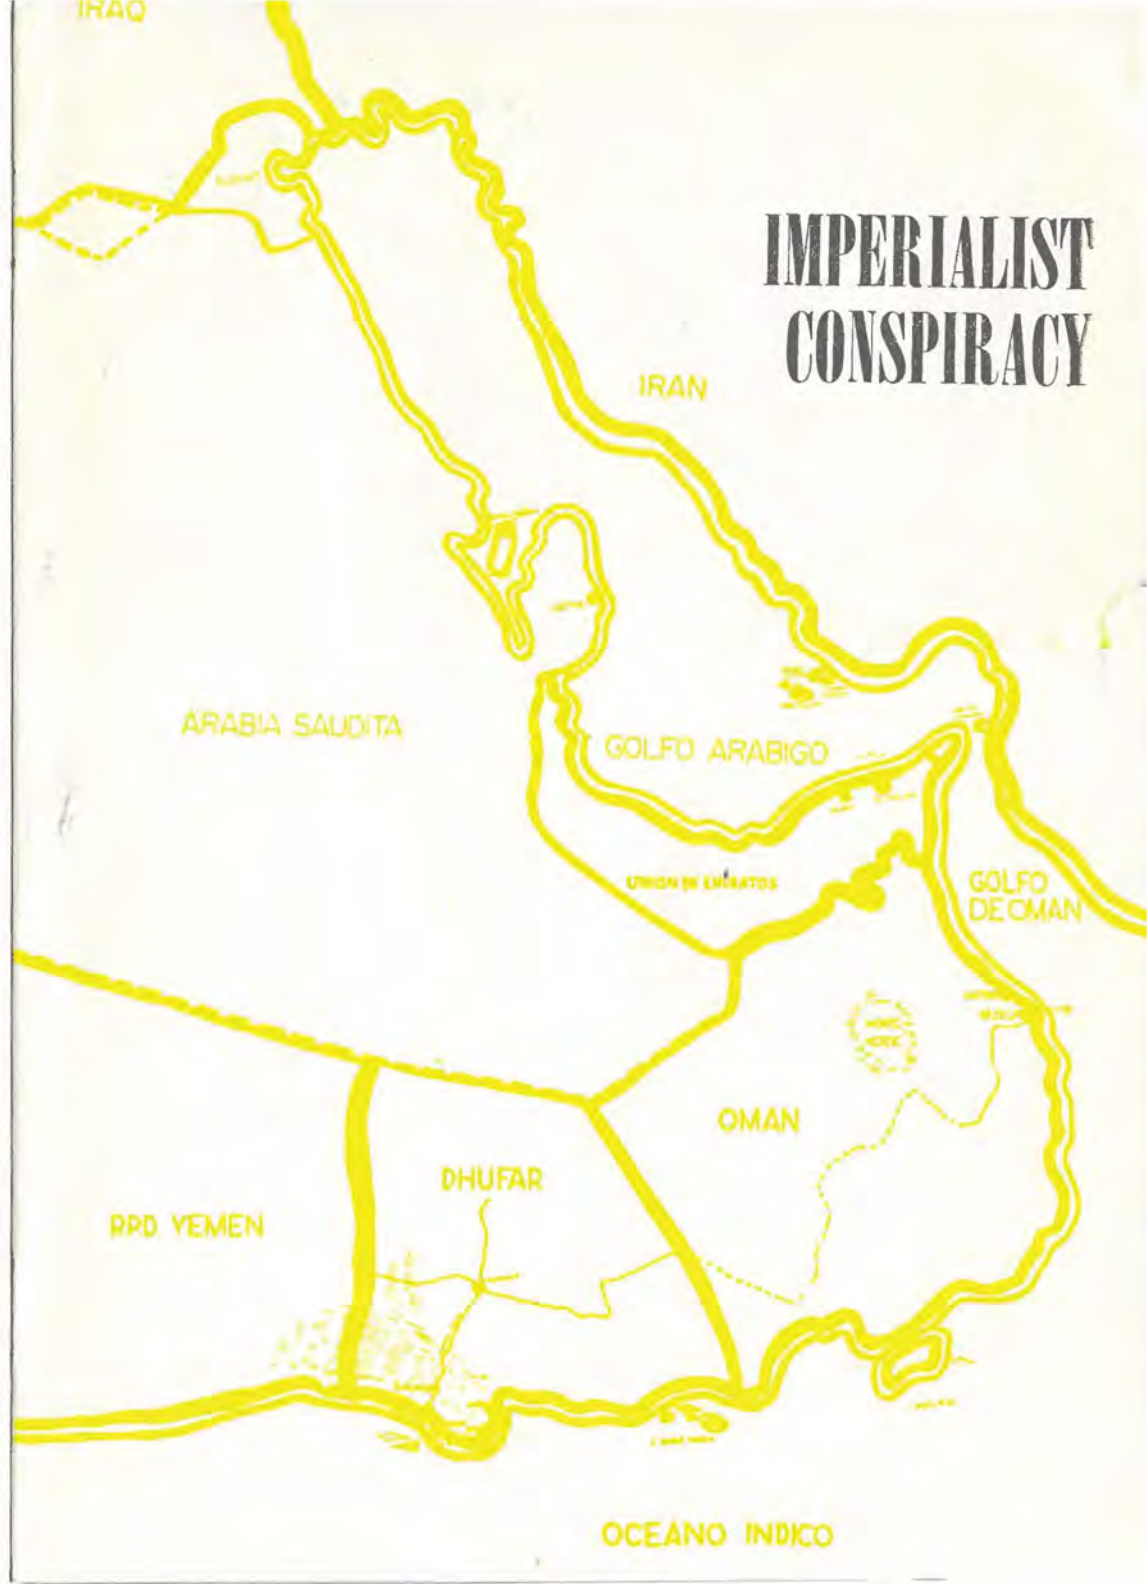 IRAQ
IMPERIALIST
CONSPIRACY
IRAN
ARABIA SAUDITA
GOLFO ARABIGO
UNION DE EMIRATOS
GOLFO
DE OMAN
OMAN
DHUFAR
RPD. YEMEN
OCEANO INDICO